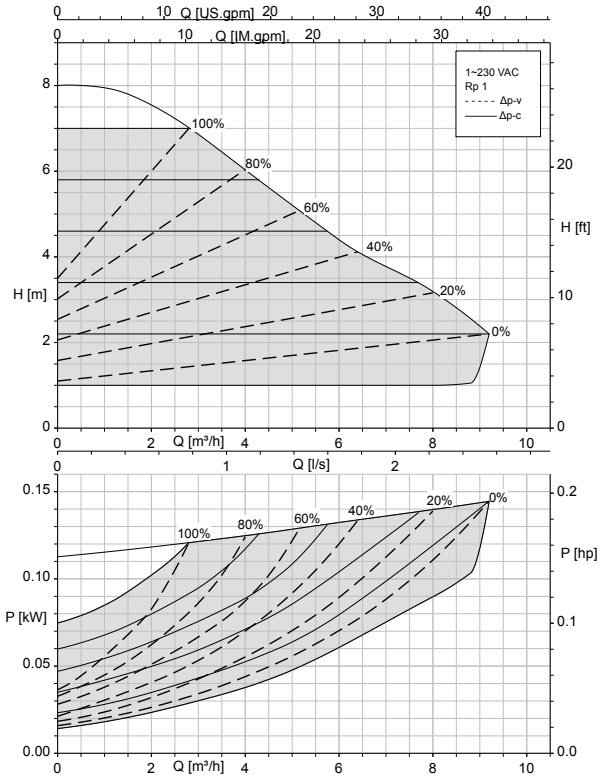 Q [US.gpm]
0 10 20 30 40
Q [IM.gpm]
0 10 20 30
1~230 VAC
Rp 1
Δp-v
Δp-c
8
6
4
H [m]
2
0
100%
80%
60%
40%
20%
0%
20
H [ft]
10
0
0 2 4 6 8 10
Q [m³/h]
0 1 2
Q [l/s]
0.15
0.10
P [kW]
0.05
0.00
100%
80%
60%
40%
20%
0%
0.2
P [hp]
0.1
0.0
0 2 4 6 8 10
Q [m³/h]